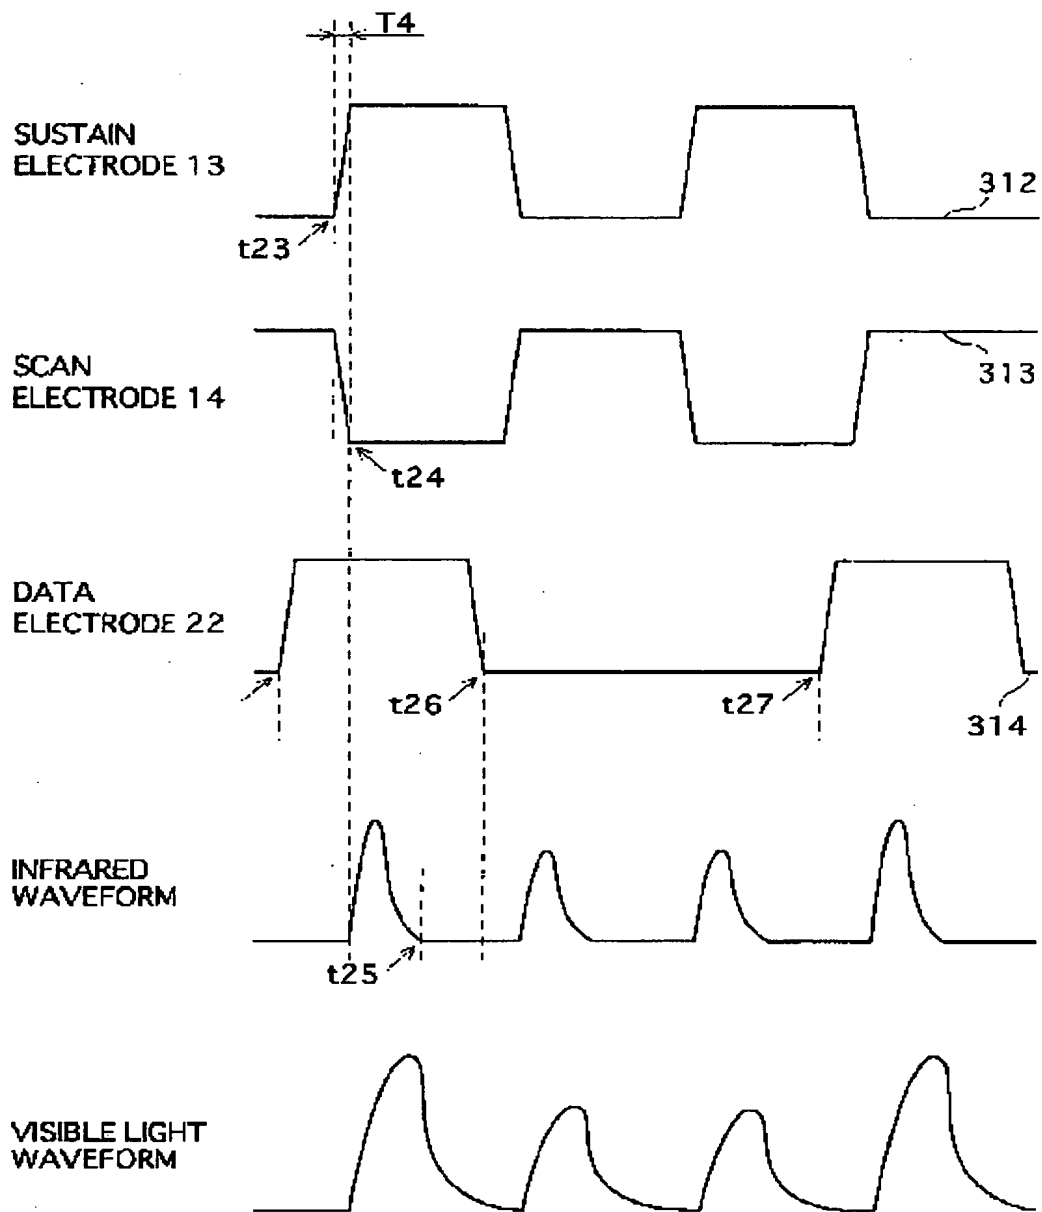 T4
SUSTAIN
ELECTRODE 13
312
t23
SCAN
ELECTRODE 14
313
t24
DATA
ELECTRODE 22
t26
t27
314
INFRARED
WAVEFORM
t25
VISIBLE LIGHT
WAVEFORM